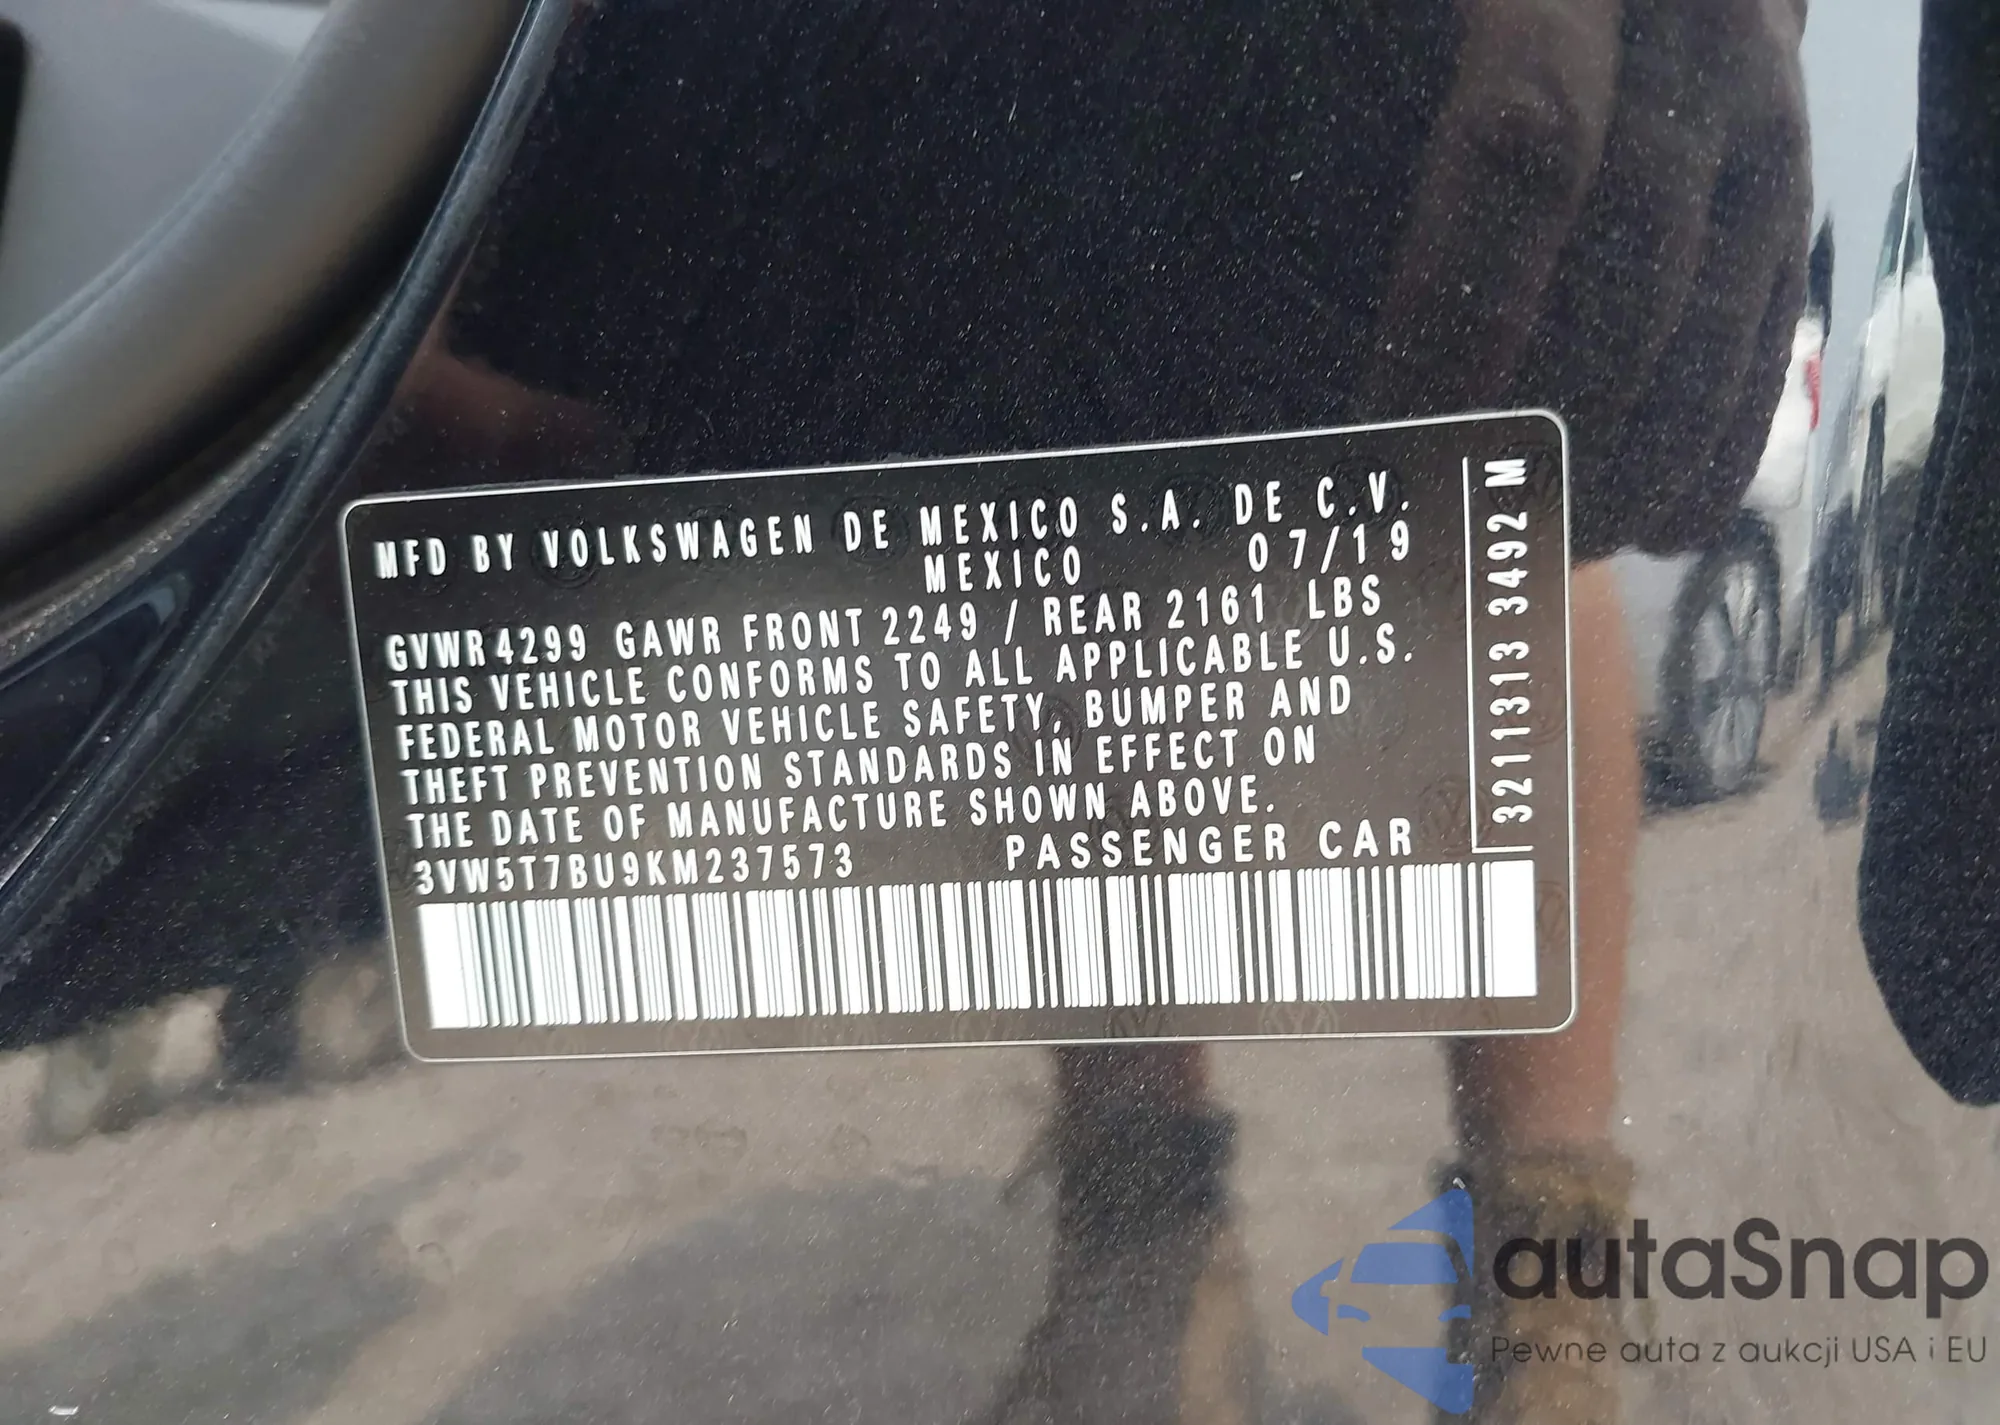 MFD BY VOLKSWAGEN DE MEXICO S.A. DE C.V.
MEXICO 07/19
GVWR 4299 GAWR FRONT 2249 / REAR 2161 LBS
THIS VEHICLE CONFORMS TO ALL APPLICABLE U.S.
FEDERAL MOTOR VEHICLE SAFETY, BUMPER AND
THEFT PREVENTION STANDARDS IN EFFECT ON
THE DATE OF MANUFACTURE SHOWN ABOVE.
3VW5T7BU9KM237573 PASSENGER CAR
3211313 3492 M
autaSnap
Pewne auta z aukcji USA i EU